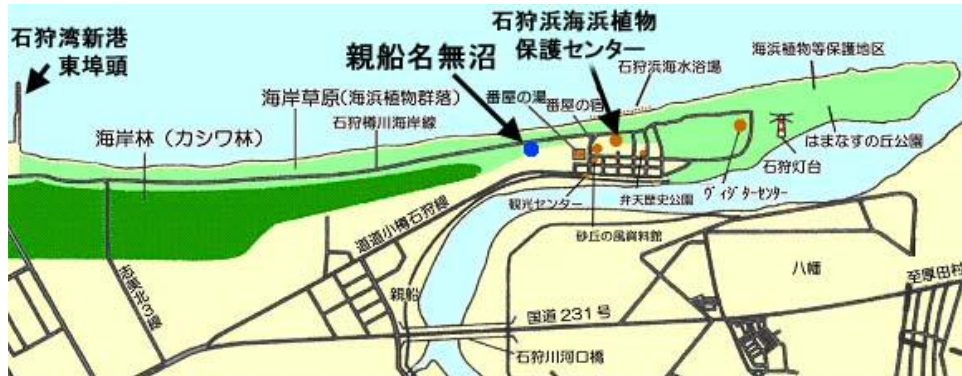 石狩湾新港
東埠頭
親船名無沼
石狩浜海浜植物
保護センター
海浜植物等保護地区
石狩浜海水浴場
海岸草原(海浜植物群落)
番屋の湯
番屋の宿
石狩樽川海岸線
海岸林(カシワ林)
はまなすの丘公園
石狩灯台
ヴィジターセンター
弁天歴史公園
観光センター
砂丘の風資料館
道道小樽石狩線
志美北3線
親船
八幡
至厚田村
国道231号
石狩川河口橋